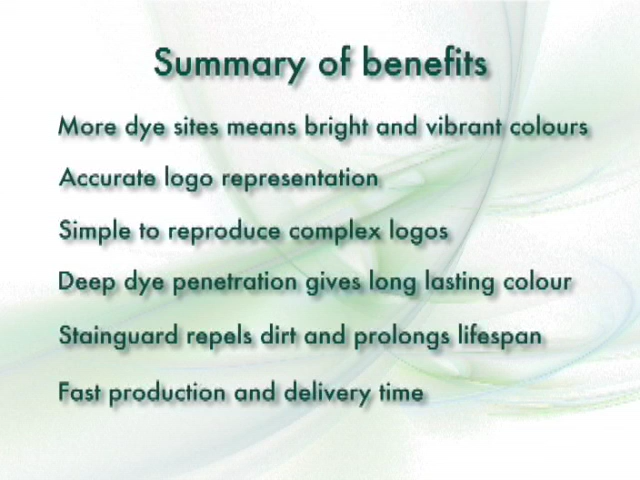 Summary of benefits
More dye sites means bright and vibrant colours
Accurate logo representation
Simple to reproduce complex logos
Deep dye penetration gives long lasting colour
Stainguard repels dirt and prolongs lifespan
Fast production and delivery time